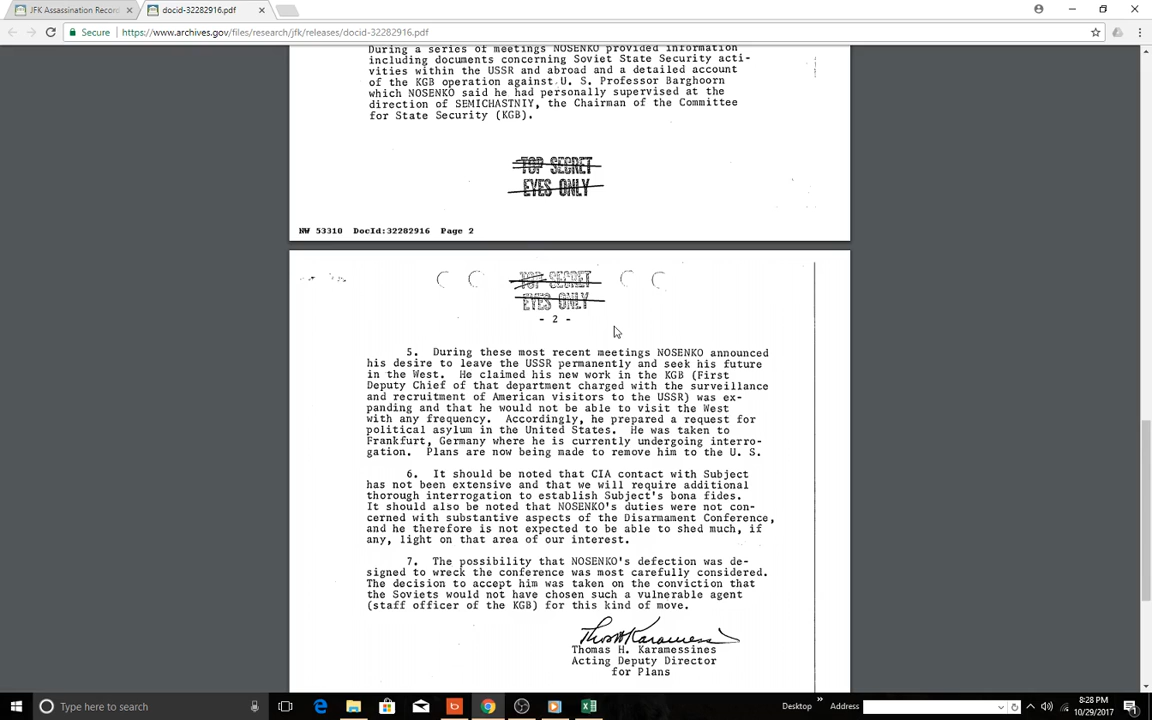 JFK Assassination Record
docid-32282916.pdf
Secure
https://www.archives.gov/files/research/jfk/releases/docid-32282916.pdf
During a series of meetings NOSENKO provided information
including documents concerning Soviet State Security acti-
vities within the USSR and abroad and a detailed account
of the KGB operation against U. S. Professor Barghoorn
which NOSENKO said he had personally supervised at the
direction of SEMICHASTNIY, the Chairman of the Committee
for State Security (KGB).
TOP SECRET
EYES ONLY
NW 53310 DocId:32282916 Page 2
TOP SECRET
EYES ONLY
- 2 -
5. During these most recent meetings NOSENKO announced
his desire to leave the USSR permanently and seek his future
in the West. He claimed his new work in the KGB (First
Deputy Chief of that department charged with the surveillance
and recruitment of American visitors to the USSR) was ex-
panding and that he would not be able to visit the West
with any frequency. Accordingly, he prepared a request for
political asylum in the United States. He was taken to
Frankfurt, Germany where he is currently undergoing interro-
gation. Plans are now being made to remove him to the U. S.
6. It should be noted that CIA contact with Subject
has not been extensive and that we will require additional
thorough interrogation to establish Subject's bona fides.
It should also be noted that NOSENKO's duties were not con-
cerned with substantive aspects of the Disarmament Conference,
and he therefore is not expected to be able to shed much, if
any, light on that area of our interest.
7. The possibility that NOSENKO's defection was de-
signed to wreck the conference was most carefully considered.
The decision to accept him was taken on the conviction that
the Soviets would not have chosen such a vulnerable agent
(staff officer of the KGB) for this kind of move.
Thomas H. Karamessines
Acting Deputy Director
for Plans
Type here to search
Desktop
Address
8:28 PM
10/29/2017